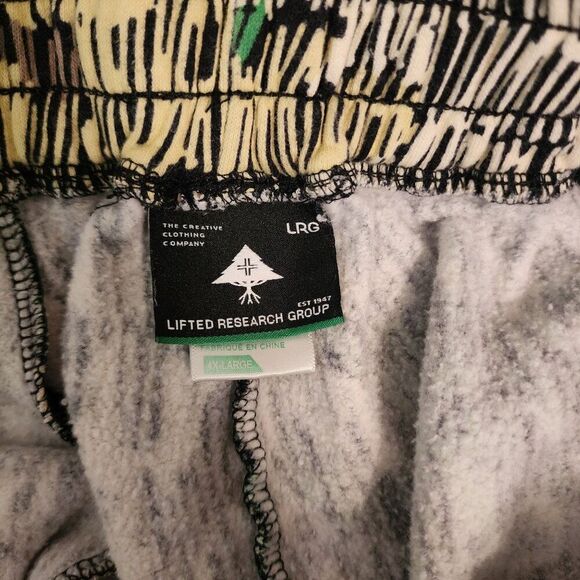 THE CREATIVE
CLOTHING
COMPANY
LRG
EST 1947
LIFTED RESEARCH GROUP
FABRIQUE EN CHINE
4X-LARGE